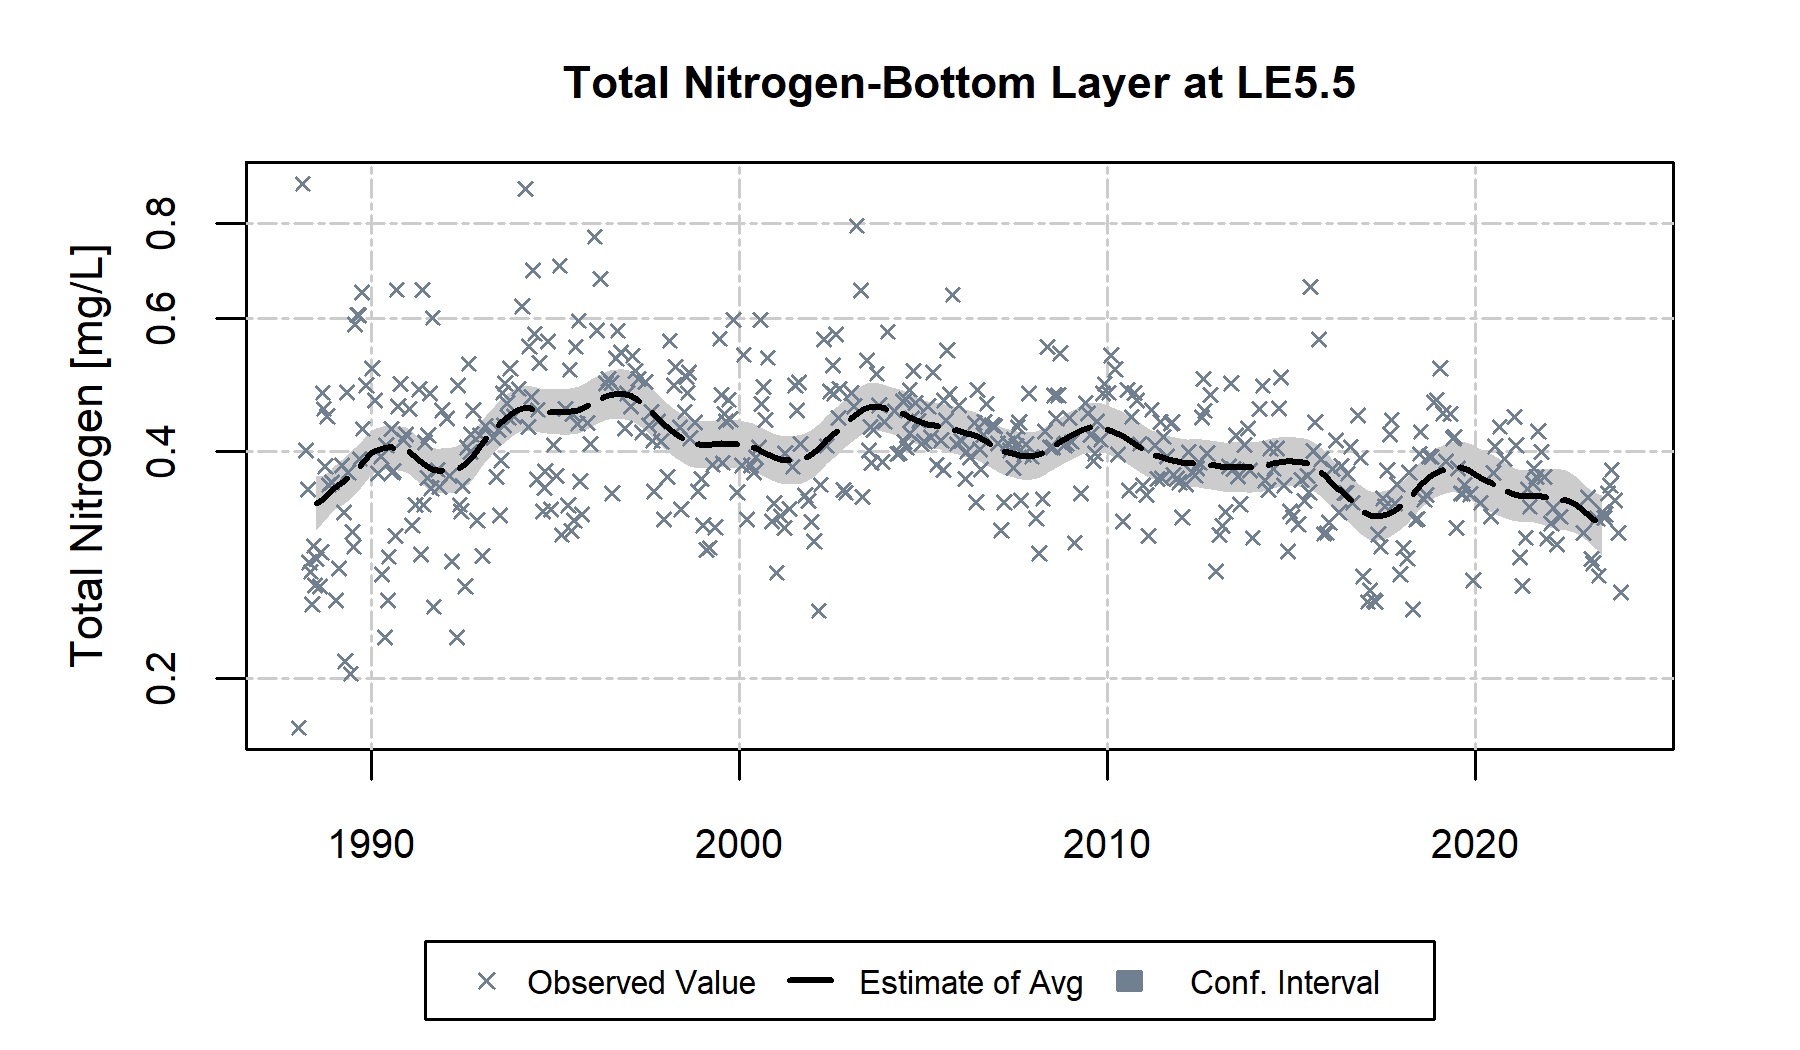 Total Nitrogen-Bottom Layer at LE5.5
Total Nitrogen [mg/L]
0.8
0.6
0.4
0.2
1990 2000 2010 2020
Observed Value Estimate of Avg Conf. Interval